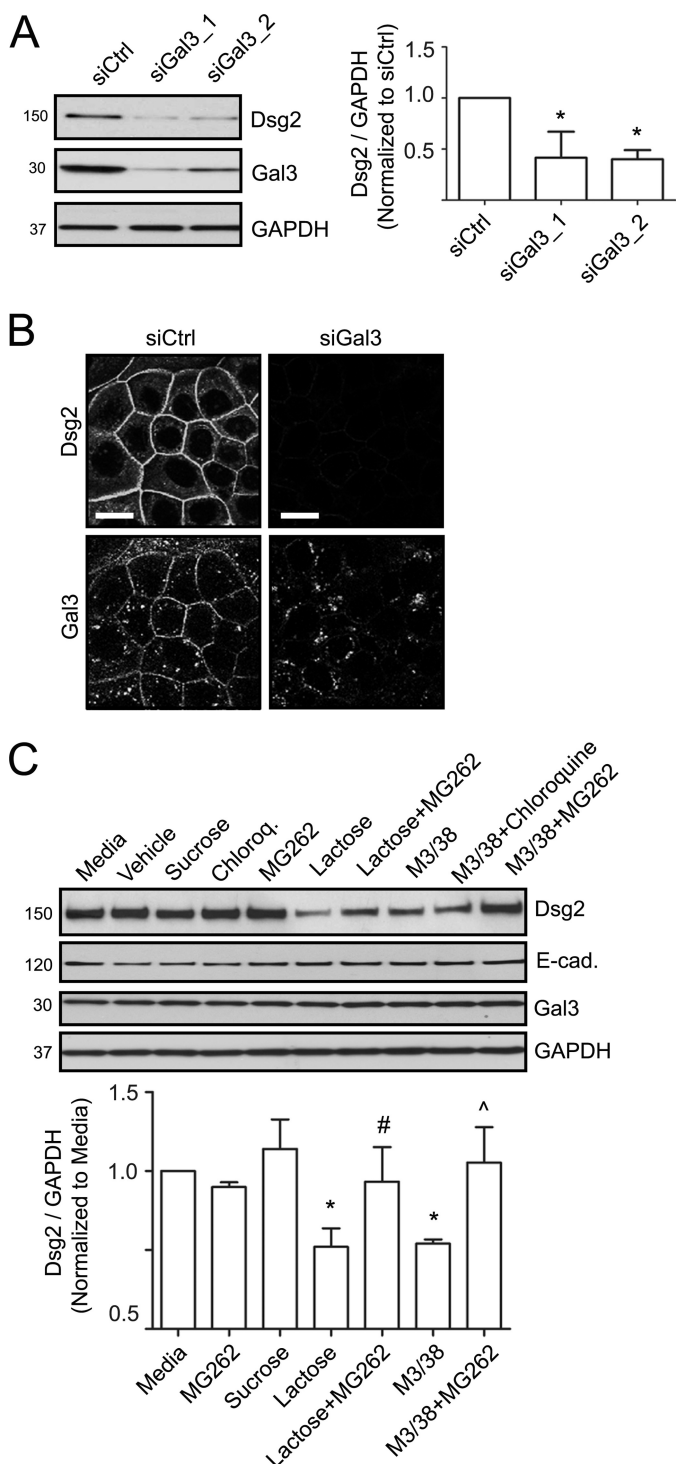 A
siCtrl siGal3_1 siGal3_2
150 Dsg2
30 Gal3
37 GAPDH
Dsg2 / GAPDH
(Normalized to siCtrl)
1.5
1.0
0.5
* *
siCtrl siGal3_1 siGal3_2
B
siCtrl siGal3
Dsg2
Gal3
C
Media Vehicle Sucrose Chloroq. MG262 Lactose Lactose+MG262 M3/38 M3/38+Chloroquine M3/38+MG262
150 Dsg2
120 E-cad.
30 Gal3
37 GAPDH
Dsg2 / GAPDH
(Normalized to Media)
1.5
1.0
0.5
* # * ^
Media MG262 Sucrose Lactose Lactose+MG262 M3/38 M3/38+MG262